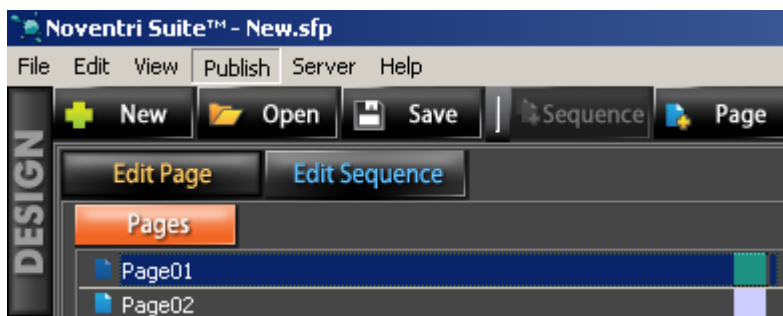 Noventri Suite™ - New.sfp
File Edit View Publish Server Help
New Open Save Sequence Page
DESIGN
Edit Page Edit Sequence
Pages
Page01
Page02